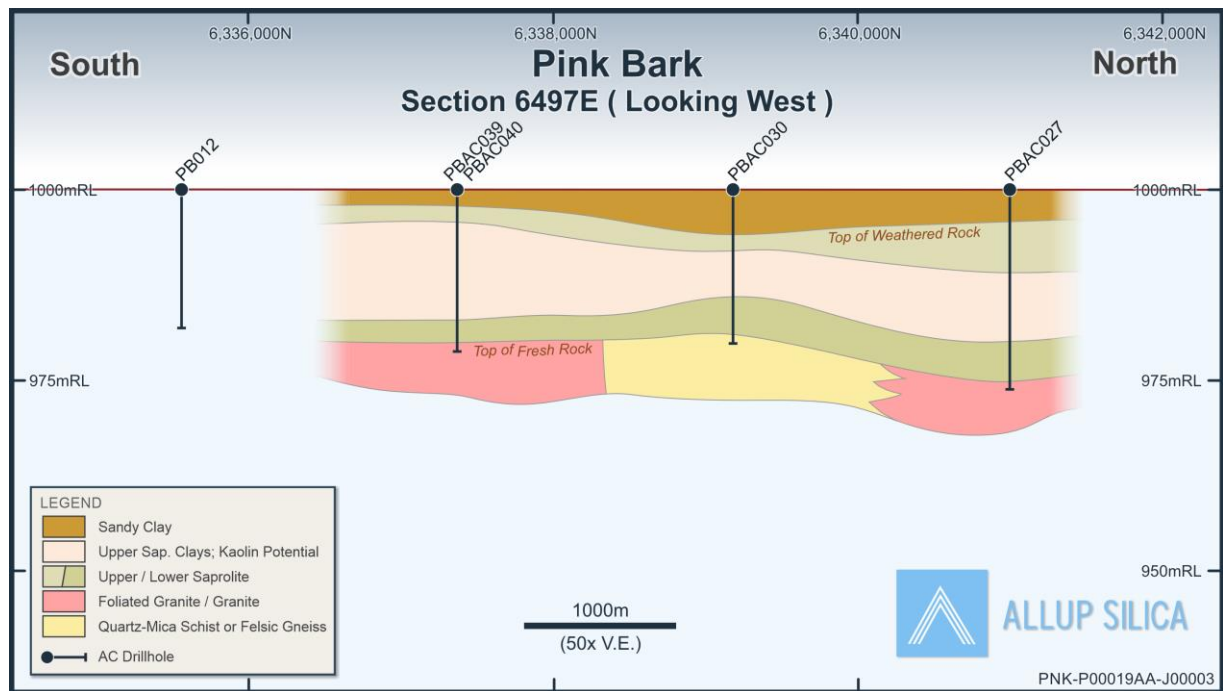 6,336,000N
6,338,000N
6,340,000N
6,342,000N
South
Pink Bark
North
Section 6497E ( Looking West )
PB012
PBAC039
PBAC040
PBAC030
PBAC027
1000mRL
1000mRL
Top of Weathered Rock
Top of Fresh Rock
975mRL
975mRL
LEGEND
Sandy Clay
Upper Sap. Clays; Kaolin Potential
Upper / Lower Saprolite
Foliated Granite / Granite
Quartz-Mica Schist or Felsic Gneiss
AC Drillhole
950mRL
1000m
(50x V.E.)
ALLUP SILICA
PNK-P00019AA-J00003